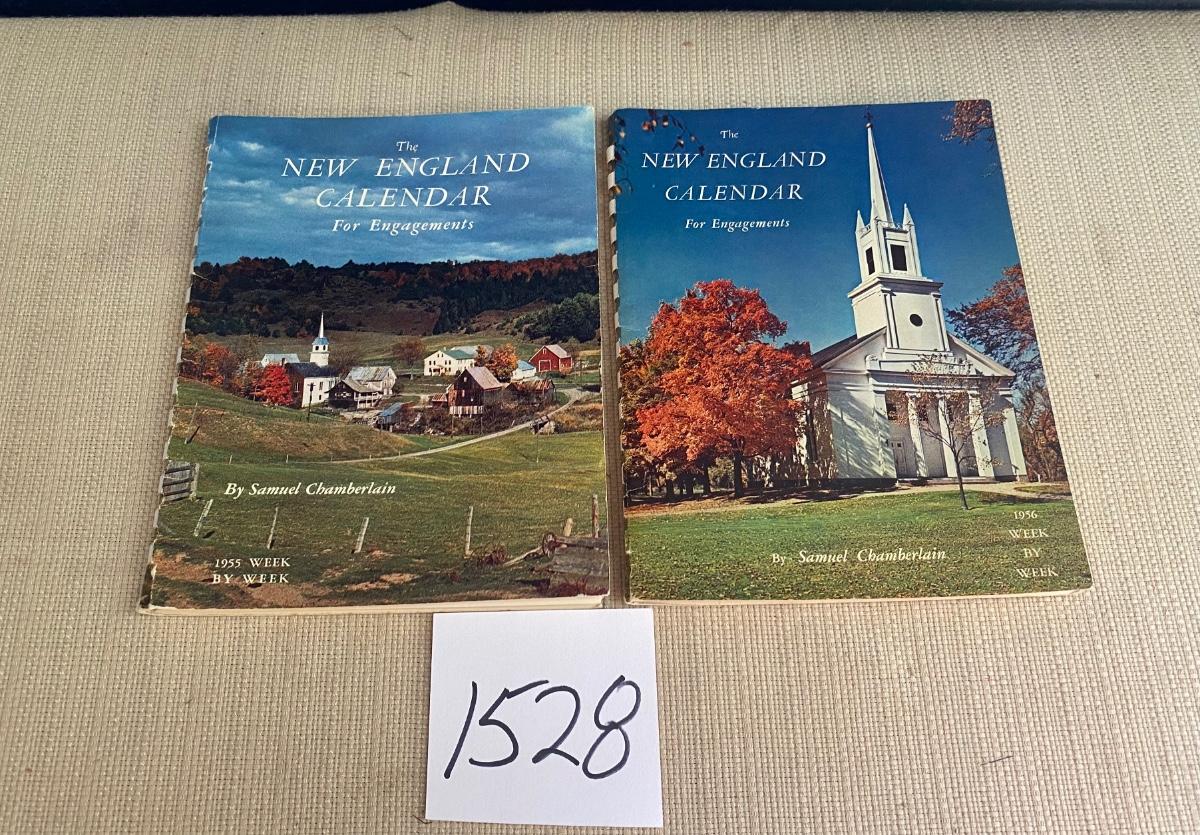 The
NEW ENGLAND
CALENDAR
For Engagements
By Samuel Chamberlain
1955 WEEK
BY WEEK
The
NEW ENGLAND
CALENDAR
For Engagements
By Samuel Chamberlain
1956
WEEK
BY
WEEK
1528